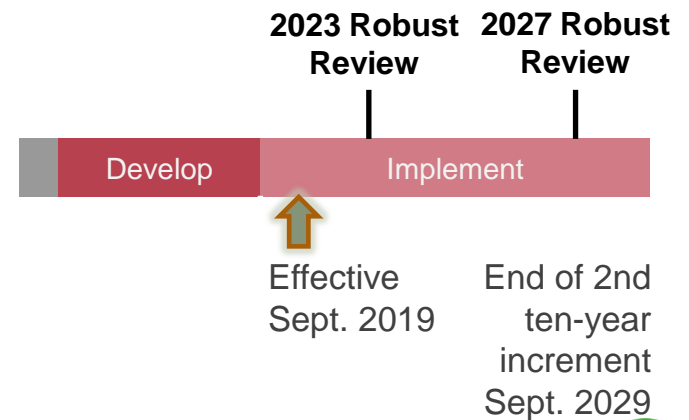 2023 Robust
Review
2027 Robust
Review
Develop
Implement
Effective
Sept. 2019
End of 2nd
ten-year
increment
Sept. 2029